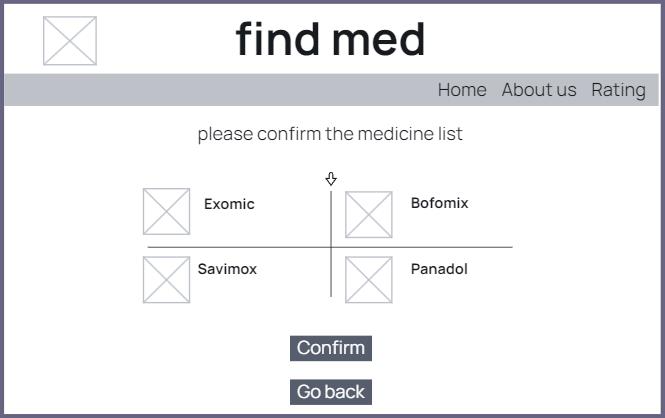 find med
Home About us Rating
please confirm the medicine list
Exomic
Bofomix
Savimox
Panadol
Confirm
Go back